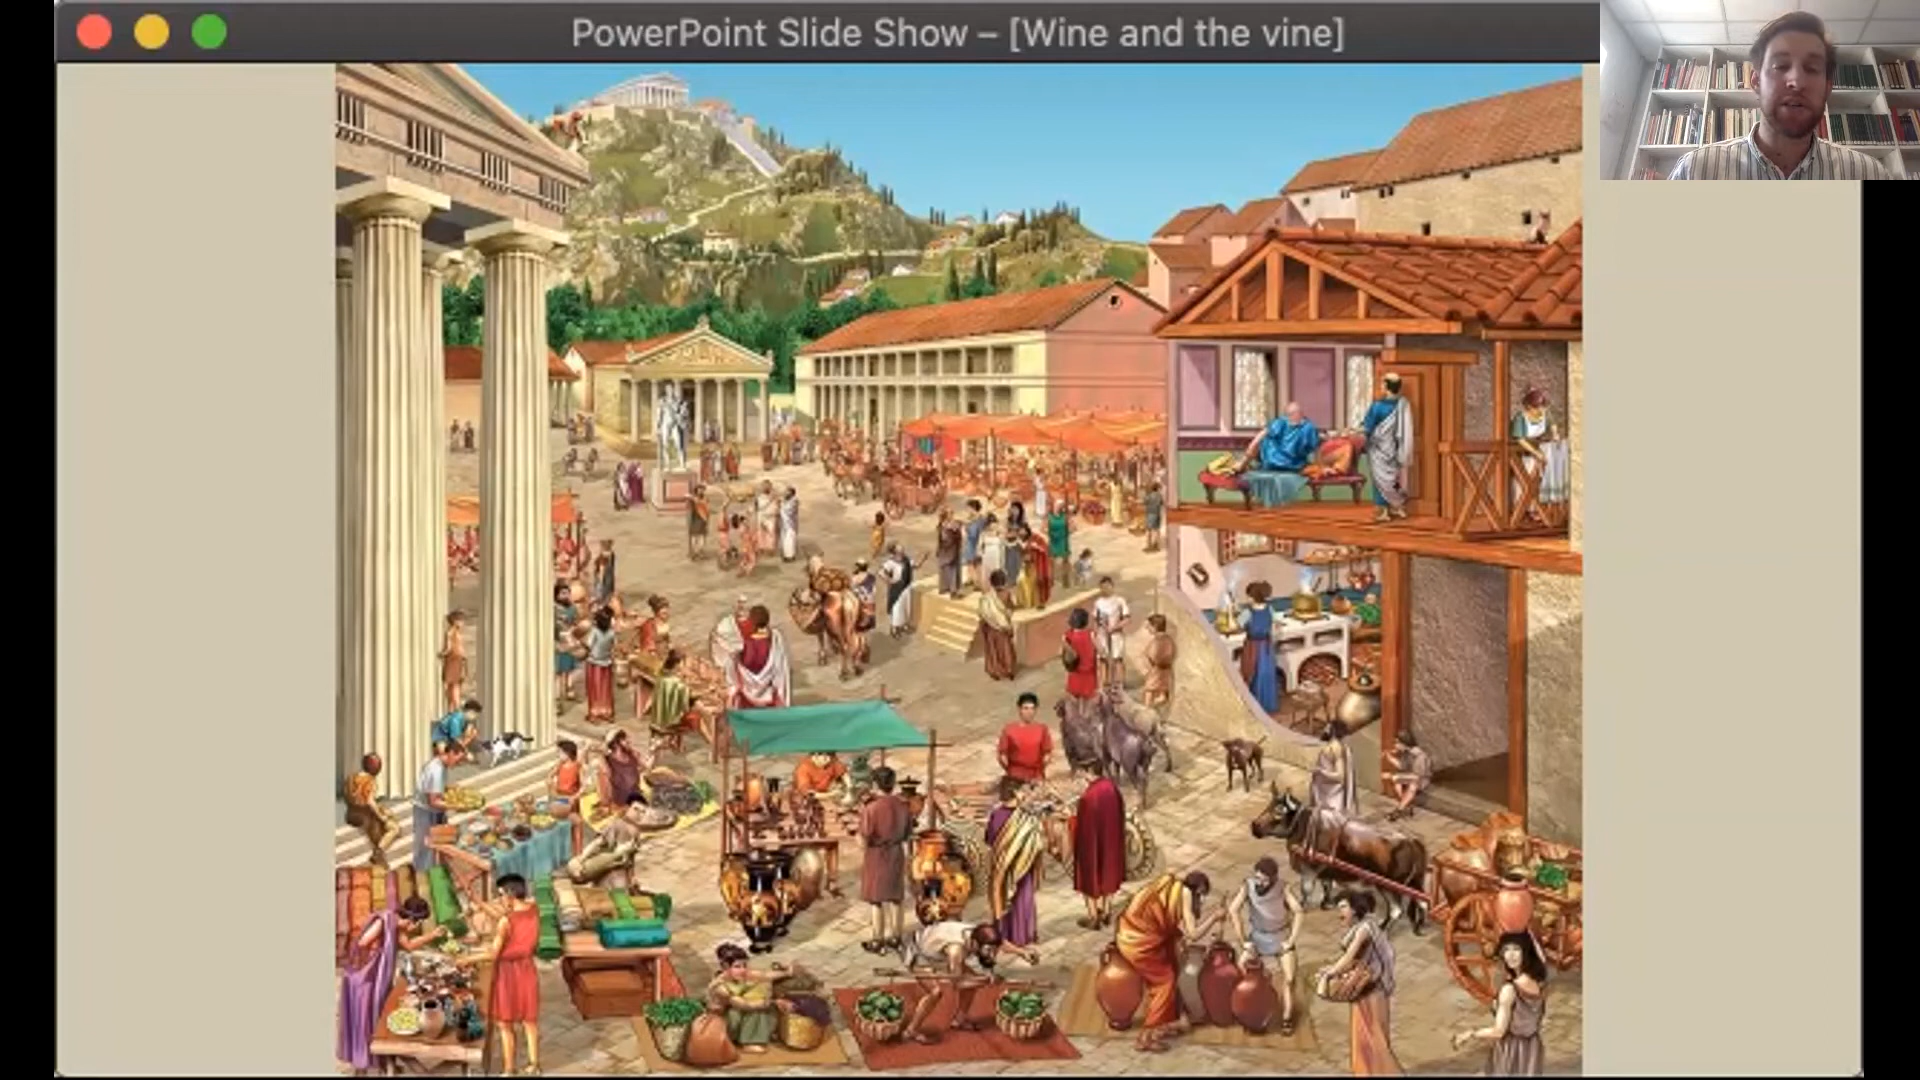 PowerPoint Slide Show – [Wine and the vine]